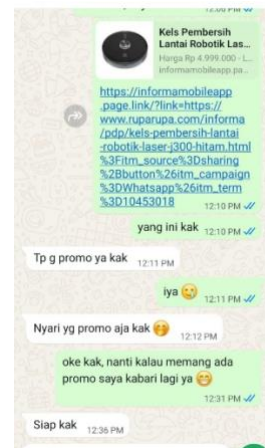 12:08 PM
Kels Pembersih
Lantai Robotik Las...
Harga Rp 4.999.000 - L...
informamobileapp.pa...
https://informamobileapp
.page.link/?link=https://
www.ruparupa.com/informa
/pdp/kels-pembersih-lantai
-robotik-laser-j300-hitam.html
%3Fitm_source%3Dsharing
%2Bbutton%26itm_campaign
%3DWhatsapp%26itm_term
%3D10453018
12:10 PM
yang ini kak
12:10 PM
Tp g promo ya kak
12:11 PM
iya
12:11 PM
Nyari yg promo aja kak
12:12 PM
oke kak, nanti kalau memang ada
promo saya kabari lagi ya
12:31 PM
Siap kak
12:36 PM